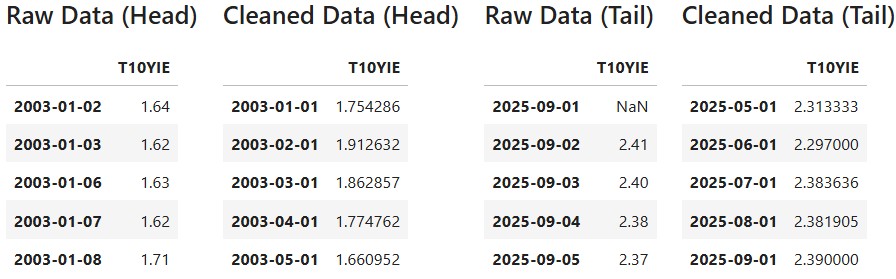 Raw Data (Head) Cleaned Data (Head) Raw Data (Tail) Cleaned Data (Tail)
T10YIE T10YIE T10YIE T10YIE
2003-01-02 1.64 2003-01-01 1.754286 2025-09-01 NaN 2025-05-01 2.313333
2003-01-03 1.62 2003-02-01 1.912632 2025-09-02 2.41 2025-06-01 2.297000
2003-01-06 1.63 2003-03-01 1.862857 2025-09-03 2.40 2025-07-01 2.383636
2003-01-07 1.62 2003-04-01 1.774762 2025-09-04 2.38 2025-08-01 2.381905
2003-01-08 1.71 2003-05-01 1.660952 2025-09-05 2.37 2025-09-01 2.390000